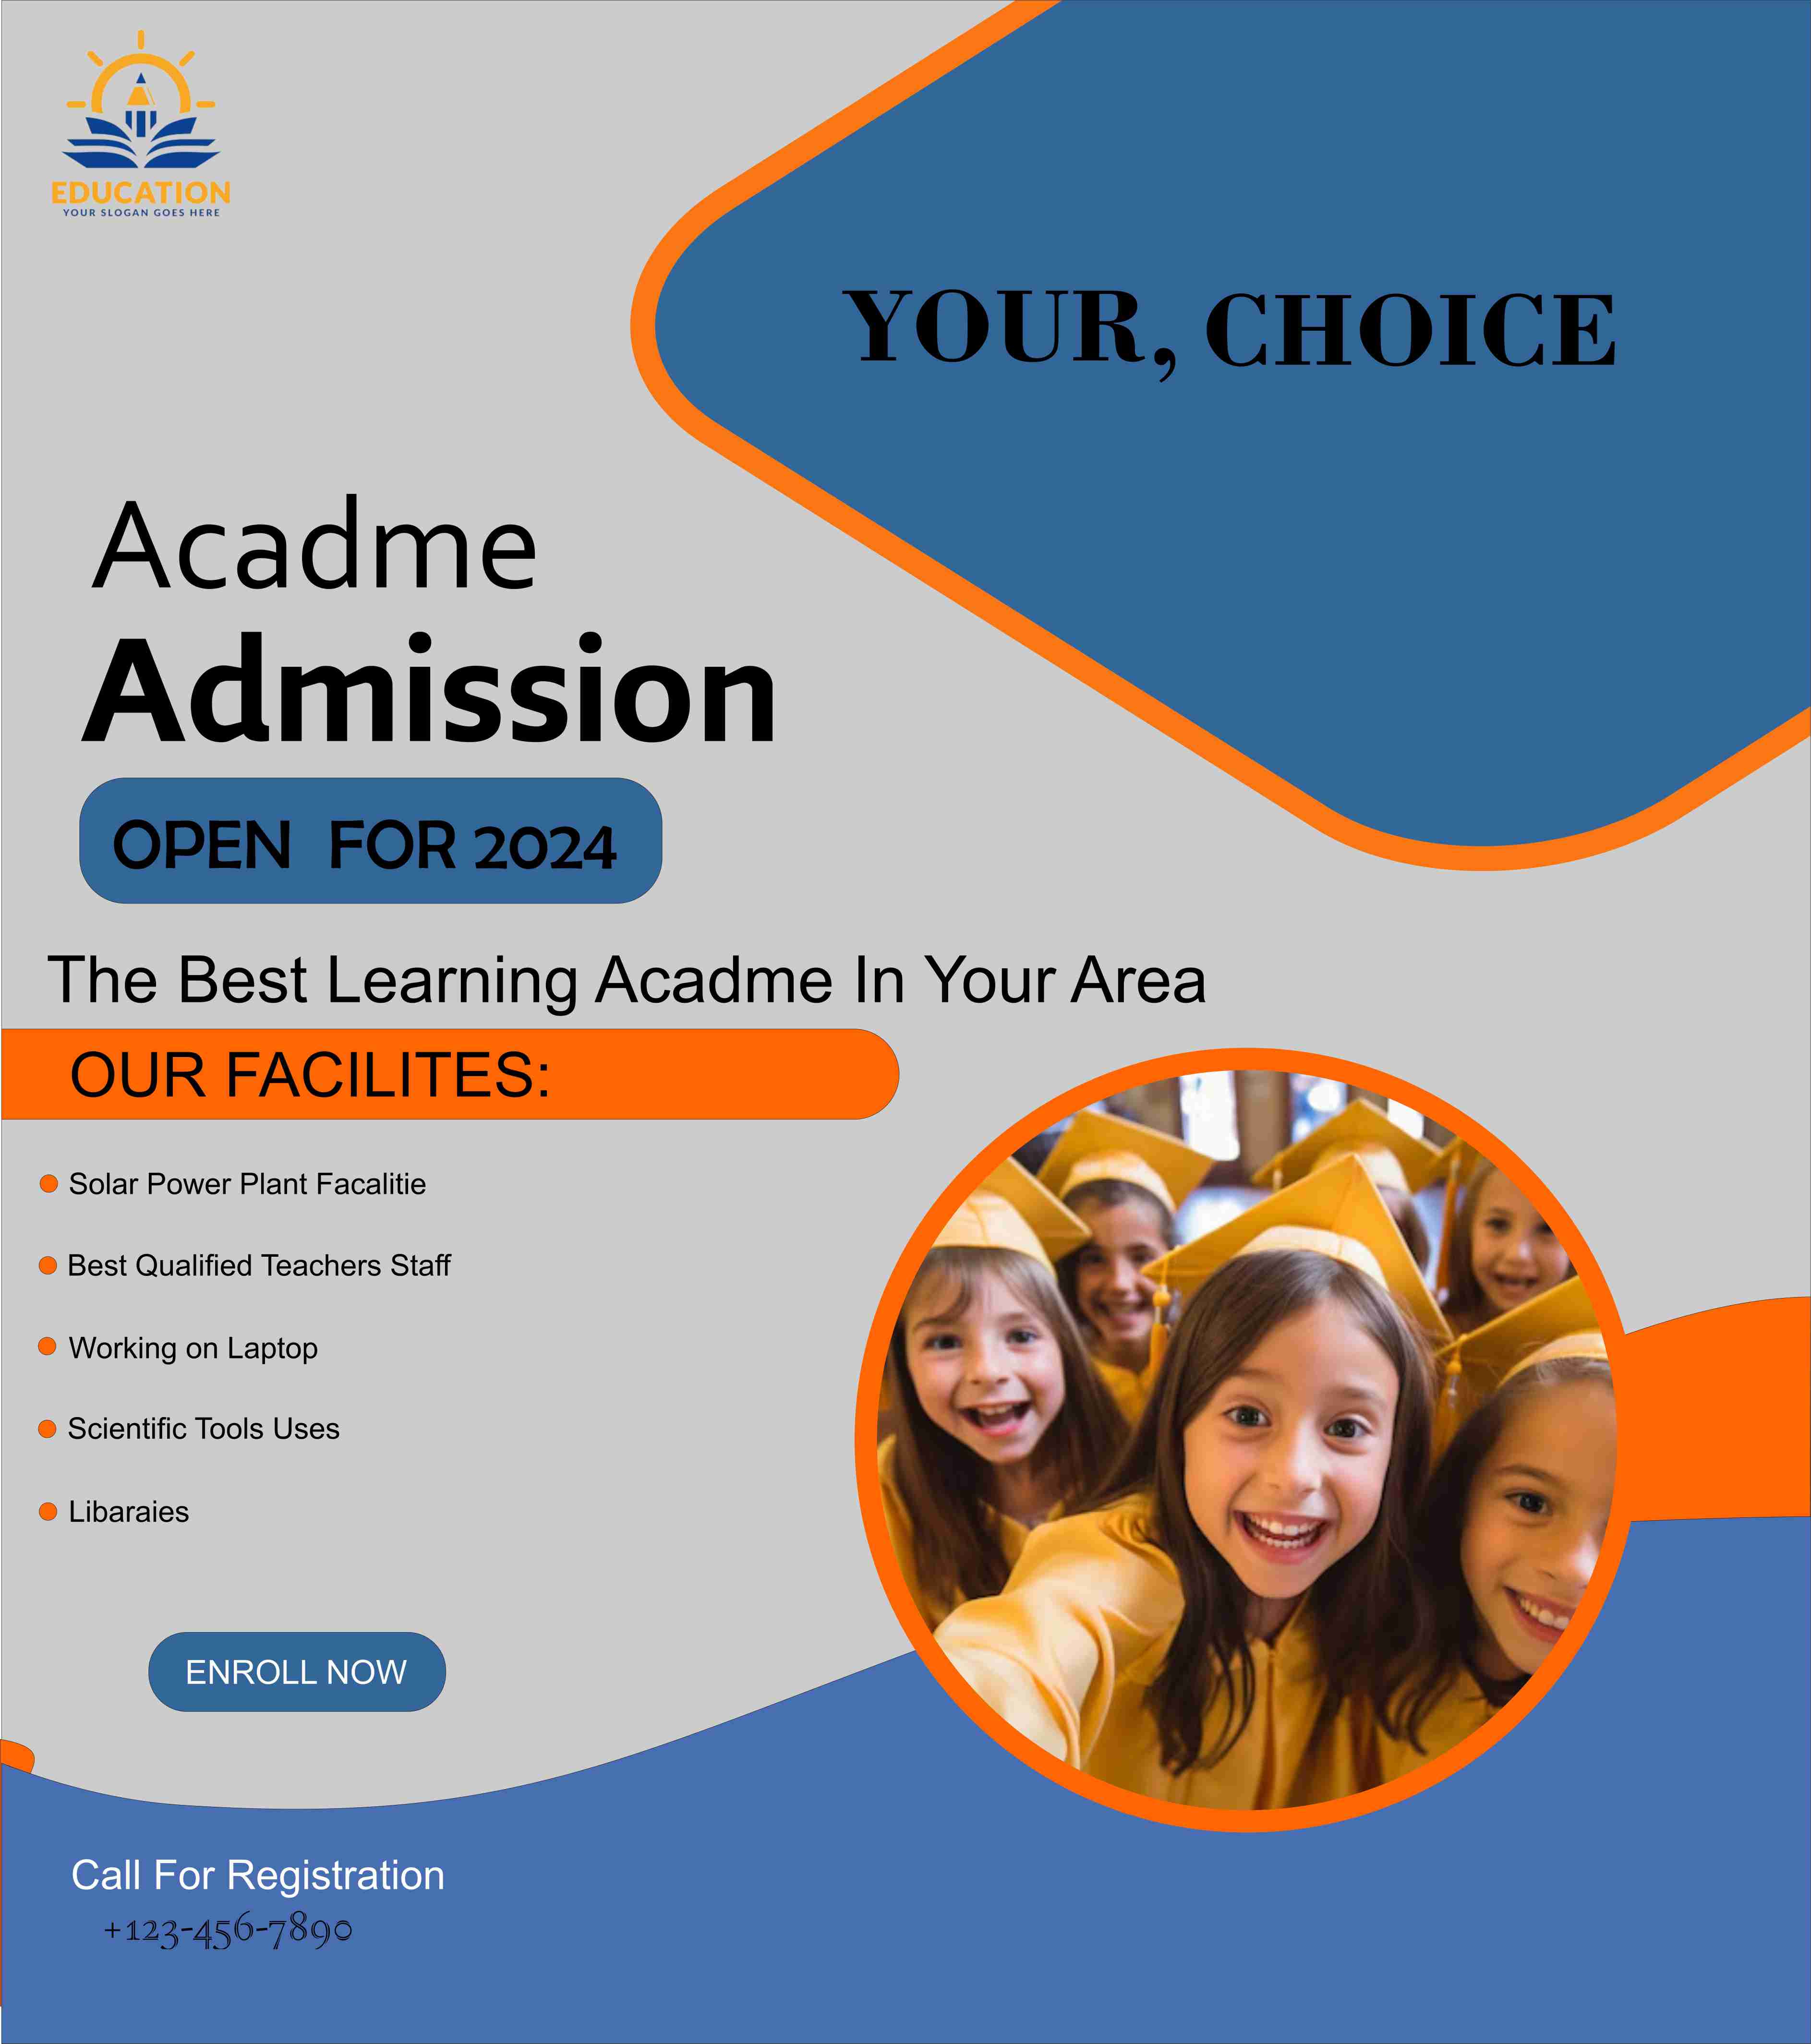 EDUCATION
YOUR SLOGAN GOES HERE
YOUR, CHOICE
Acadme
Admission
OPEN FOR 2024
The Best Learning Acadme In Your Area
OUR FACILITES:
Solar Power Plant Facalitie
Best Qualified Teachers Staff
Working on Laptop
Scientific Tools Uses
Libaraies
ENROLL NOW
Call For Registration
+123-456-7890